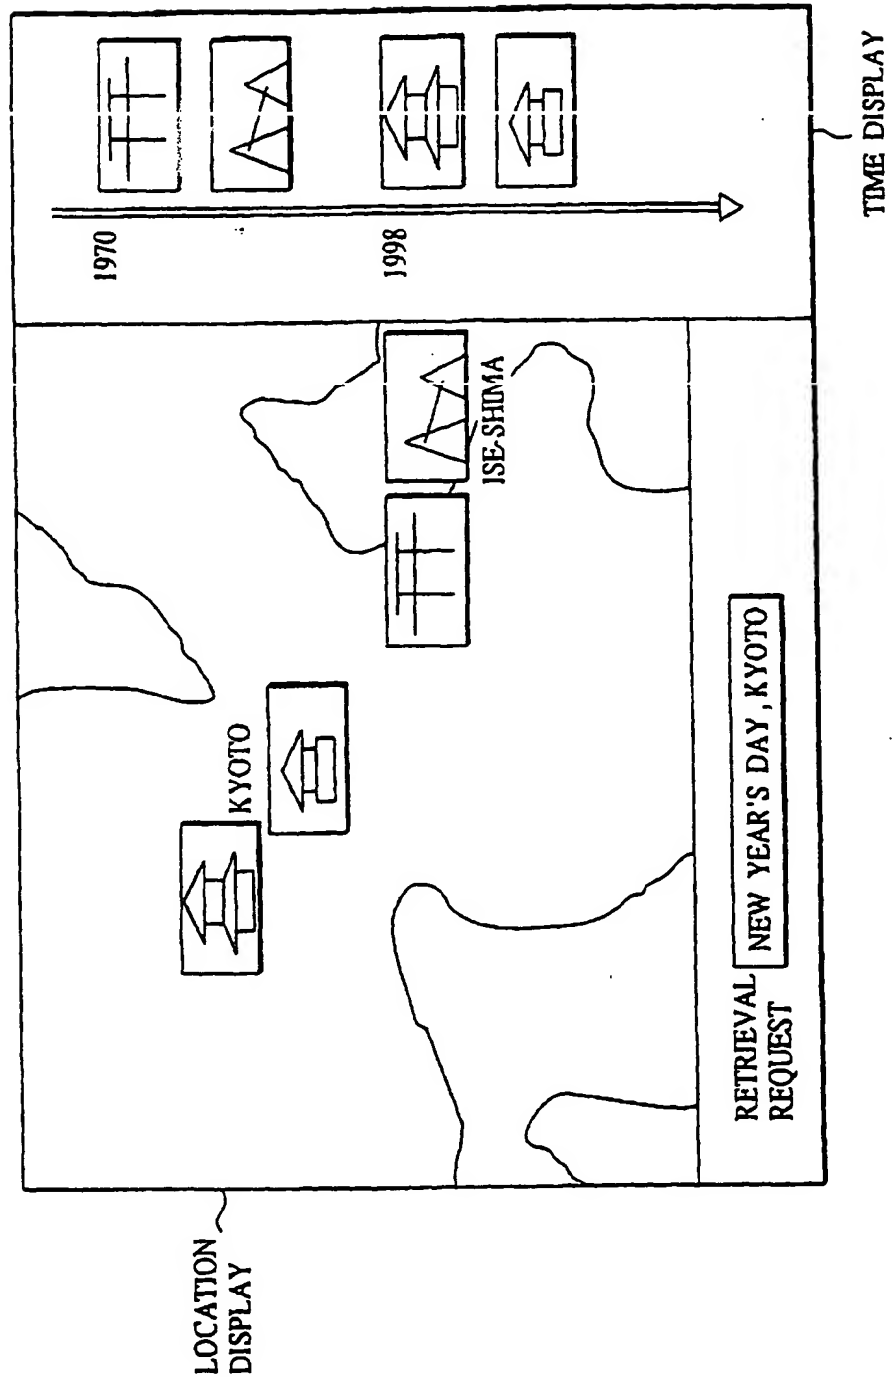 LOCATION
DISPLAY
KYOTO
ISE-SHIMA
1970
1998
TIME DISPLAY
RETRIEVAL
REQUEST
NEW YEAR'S DAY , KYOTO